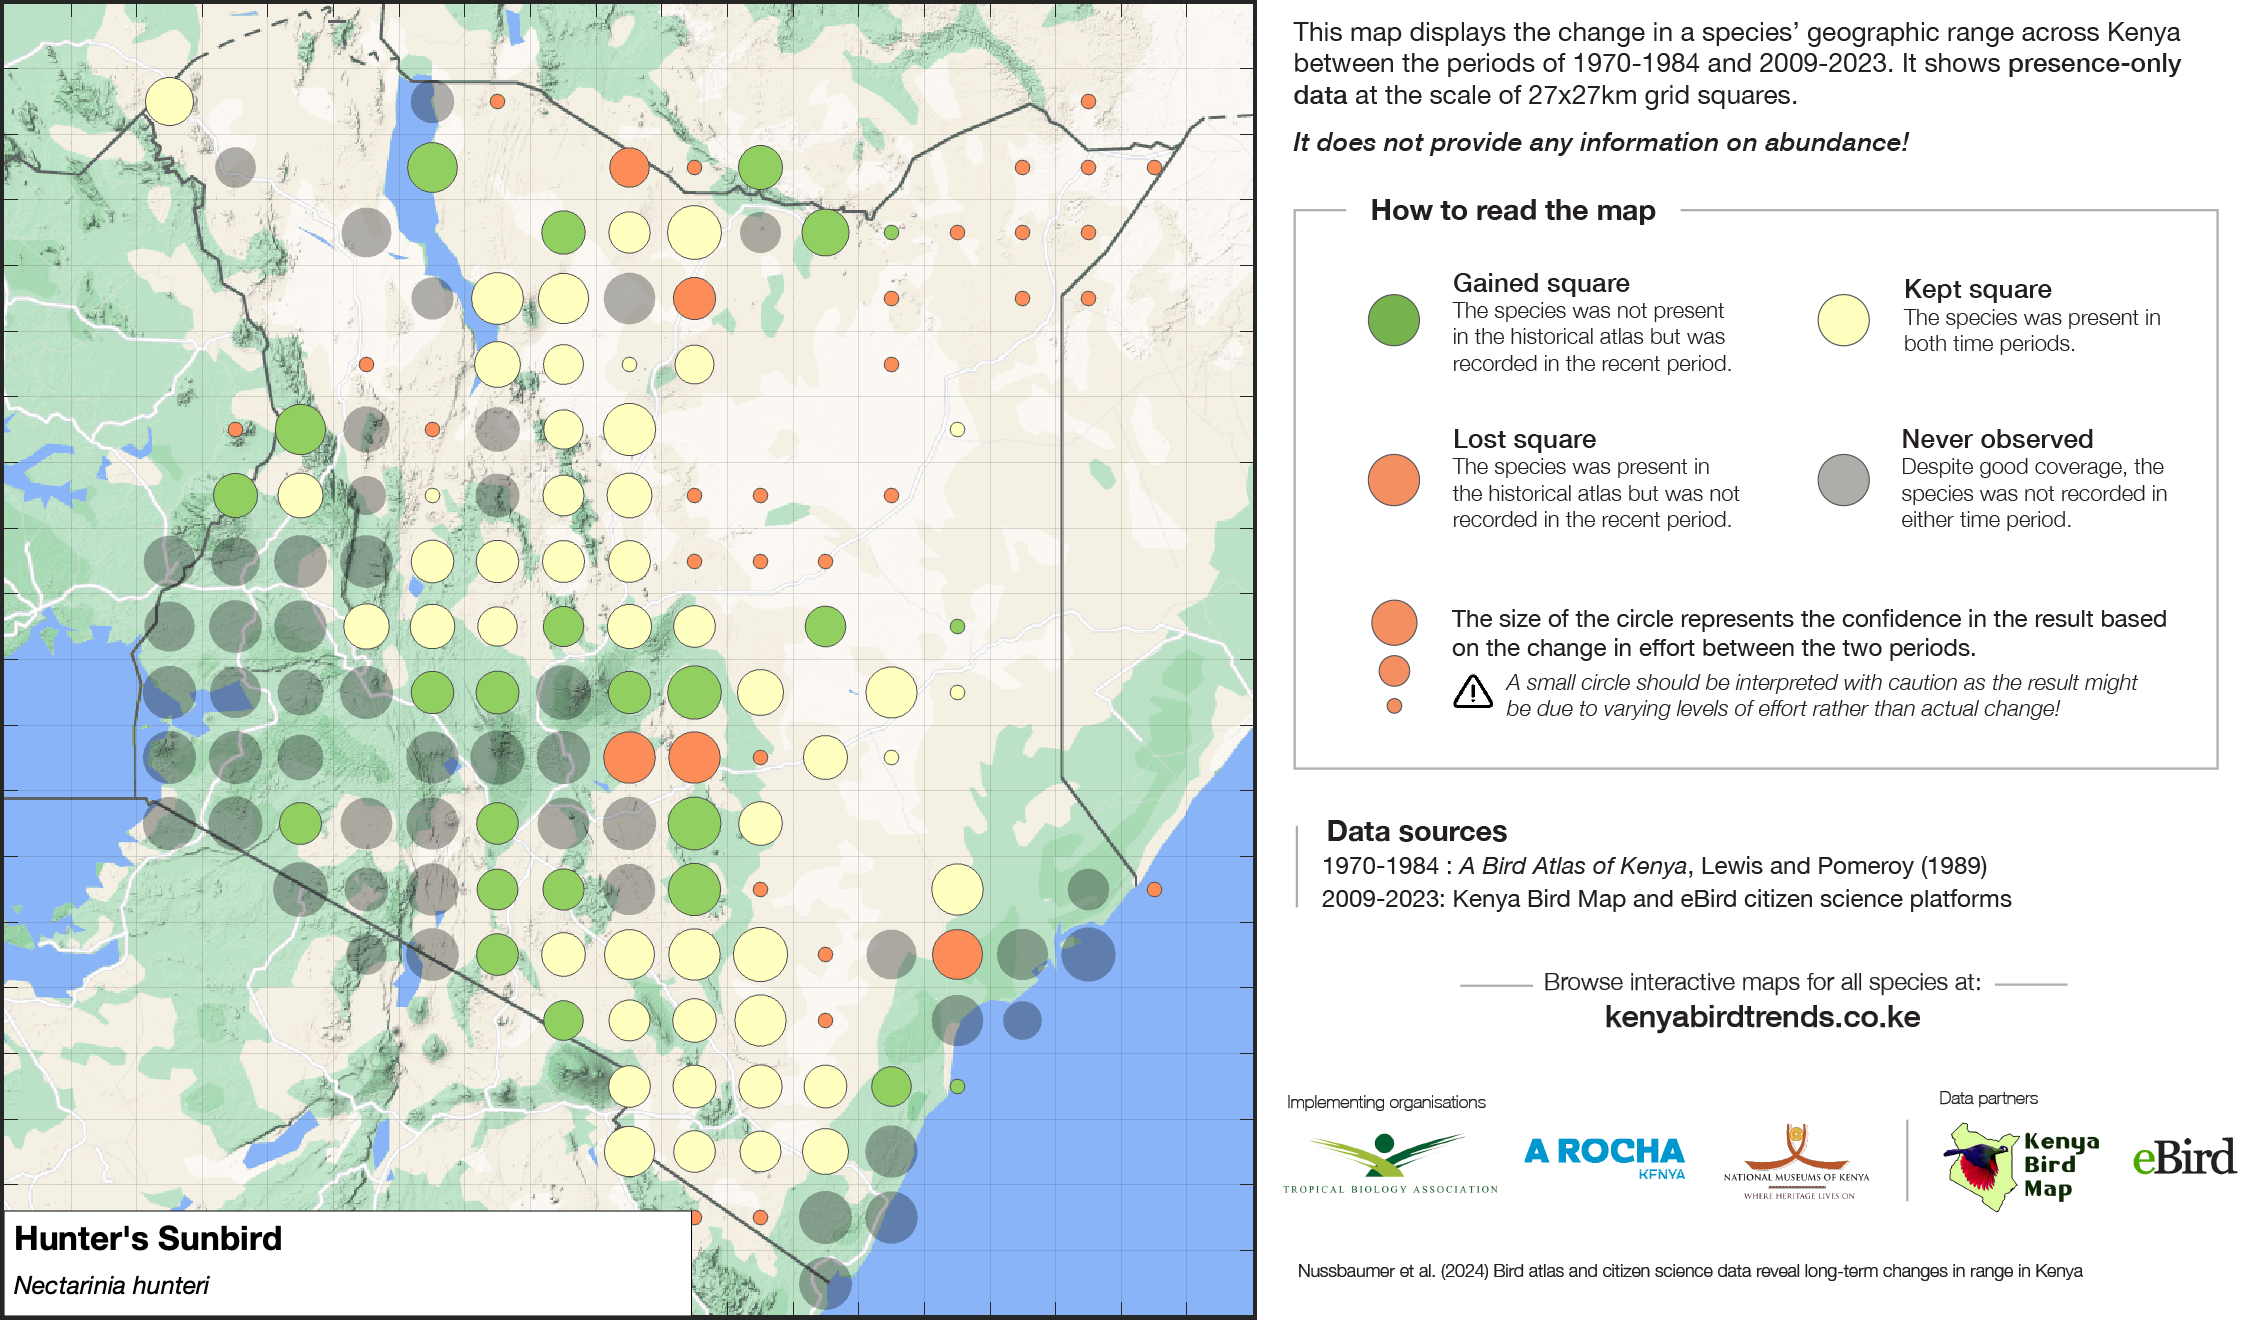 This map displays the change in a species’ geographic range across Kenya
between the periods of 1970-1984 and 2009-2023. It shows presence-only
data at the scale of 27x27km grid squares.
It does not provide any information on abundance!
How to read the map
Gained square
The species was not present
in the historical atlas but was
recorded in the recent period.
Kept square
The species was present in
both time periods.
Lost square
The species was present in
the historical atlas but was not
recorded in the recent period.
Never observed
Despite good coverage, the
species was not recorded in
either time period.
The size of the circle represents the confidence in the result based
on the change in effort between the two periods.
A small circle should be interpreted with caution as the result might
be due to varying levels of effort rather than actual change!
Data sources
1970-1984 : A Bird Atlas of Kenya, Lewis and Pomeroy (1989)
2009-2023: Kenya Bird Map and eBird citizen science platforms
Browse interactive maps for all species at:
kenyabirdtrends.co.ke
Implementing organisations
Data partners
TROPICAL BIOLOGY ASSOCIATION
A ROCHA
KENYA
NATIONAL MUSEUMS OF KENYA
WHERE HERITAGE LIVES ON
Kenya
Bird
Map
eBird
Hunter's Sunbird
Nectarinia hunteri
Nussbaumer et al. (2024) Bird atlas and citizen science data reveal long-term changes in range in Kenya